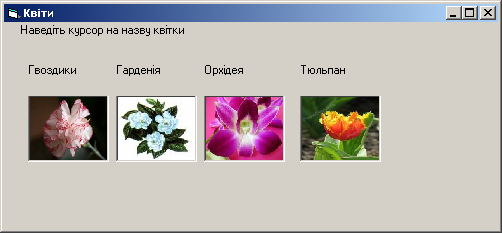 Квіти
Наведіть курсор на назву квітки
Гвоздики Гарденія Орхідея Тюльпан